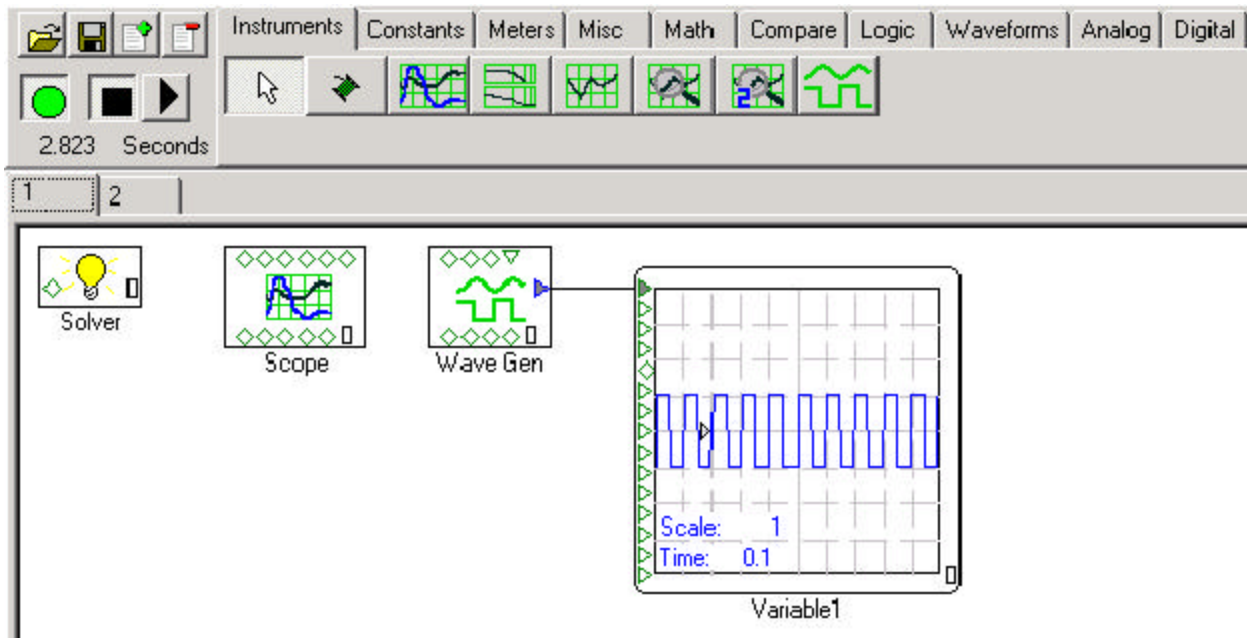 Instruments Constants Meters Misc Math Compare Logic Waveforms Analog Digital
2
2.823 Seconds
1 2
Solver
Scope
Wave Gen
Scale: 1
Time: 0.1
Variable1